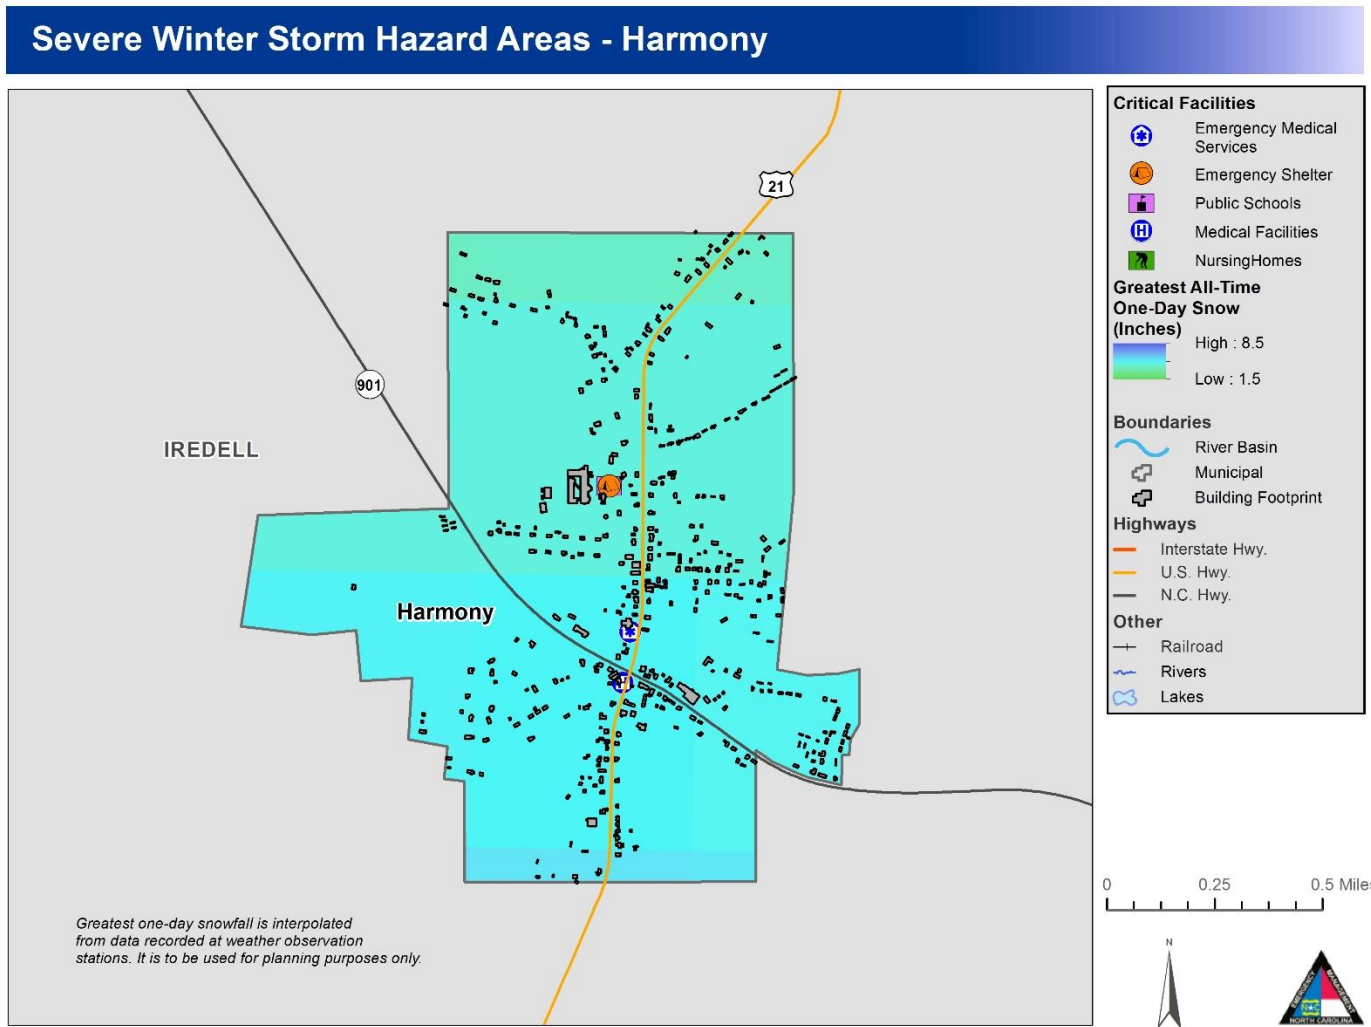 Severe Winter Storm Hazard Areas - Harmony
21
901
IREDELL
Harmony
Greatest one-day snowfall is interpolated
from data recorded at weather observation
stations. It is to be used for planning purposes only.
Critical Facilities
Emergency Medical
Services
Emergency Shelter
Public Schools
H
Medical Facilities
NursingHomes
Greatest All-Time
One-Day Snow
(Inches)
High : 8.5
Low : 1.5
Boundaries
River Basin
Municipal
Building Footprint
Highways
Interstate Hwy.
U.S. Hwy.
N.C. Hwy.
Other
Railroad
Rivers
Lakes
0 0.25 0.5 Miles
N
EMERGENCY
MANAGEMENT
NORTH CAROLINA